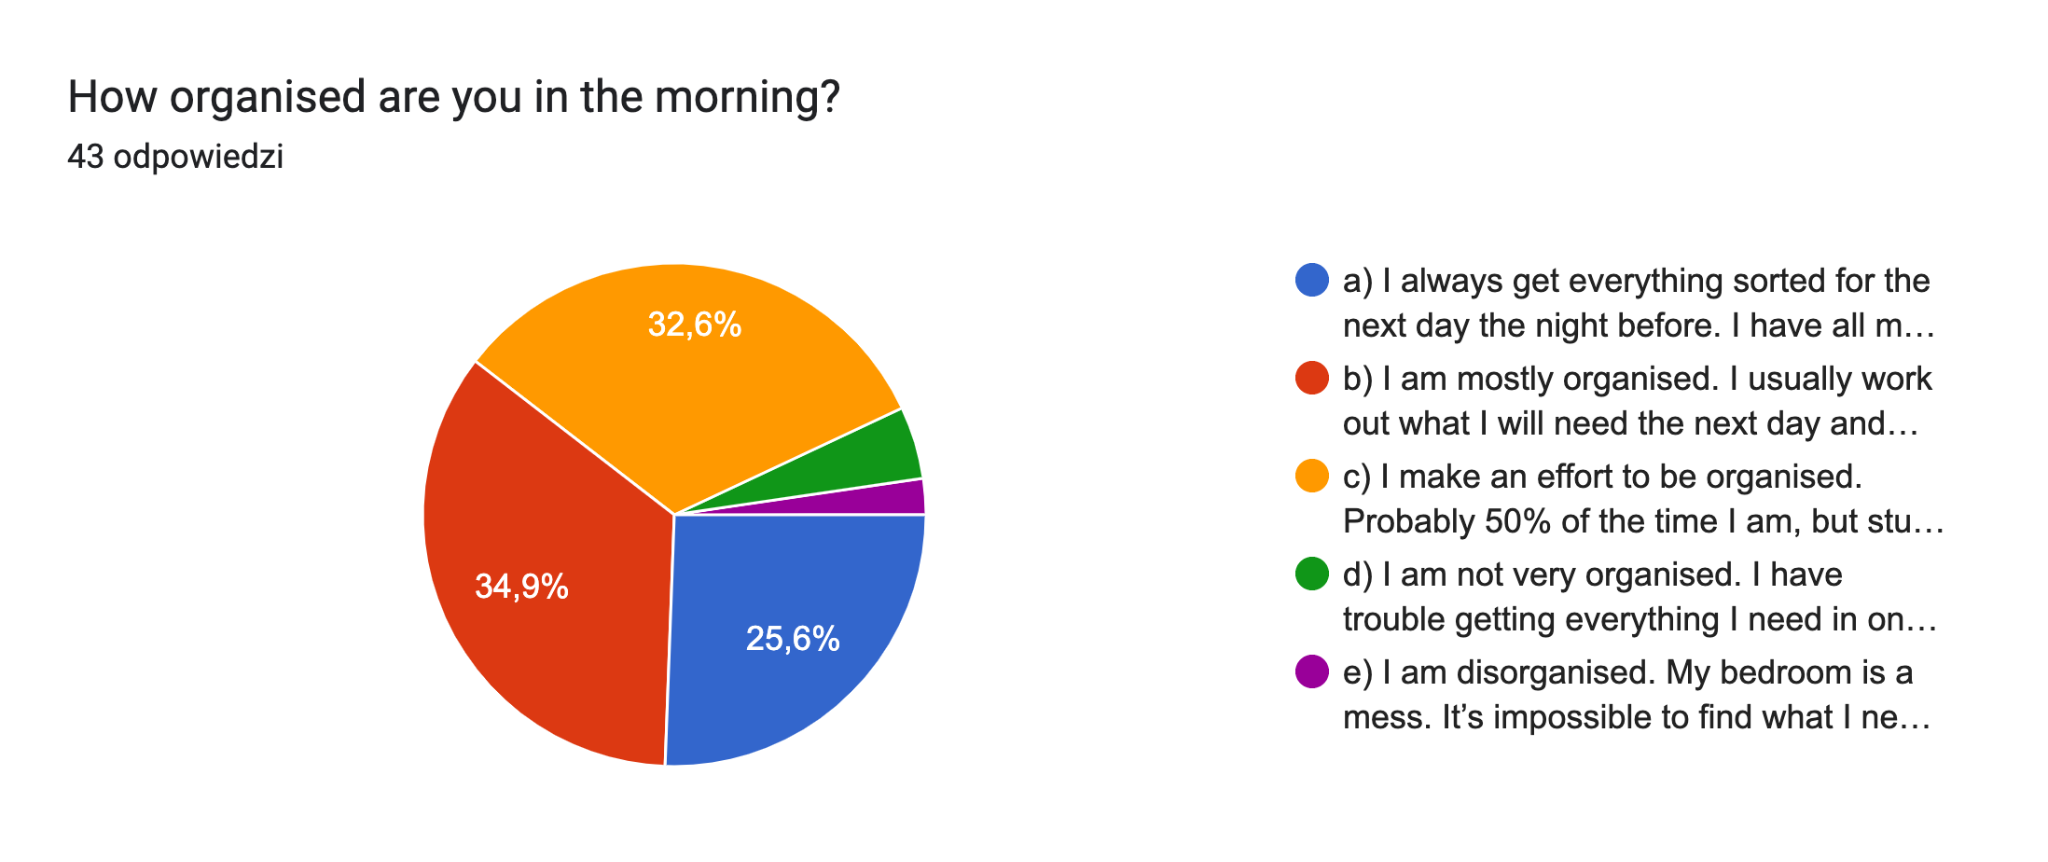 How organised are you in the morning?
43 odpowiedzi
32,6%
34,9%
25,6%
a) I always get everything sorted for the
next day the night before. I have all m…
b) I am mostly organised. I usually work
out what I will need the next day and…
c) I make an effort to be organised.
Probably 50% of the time I am, but stu…
d) I am not very organised. I have
trouble getting everything I need in on…
e) I am disorganised. My bedroom is a
mess. It’s impossible to find what I ne…